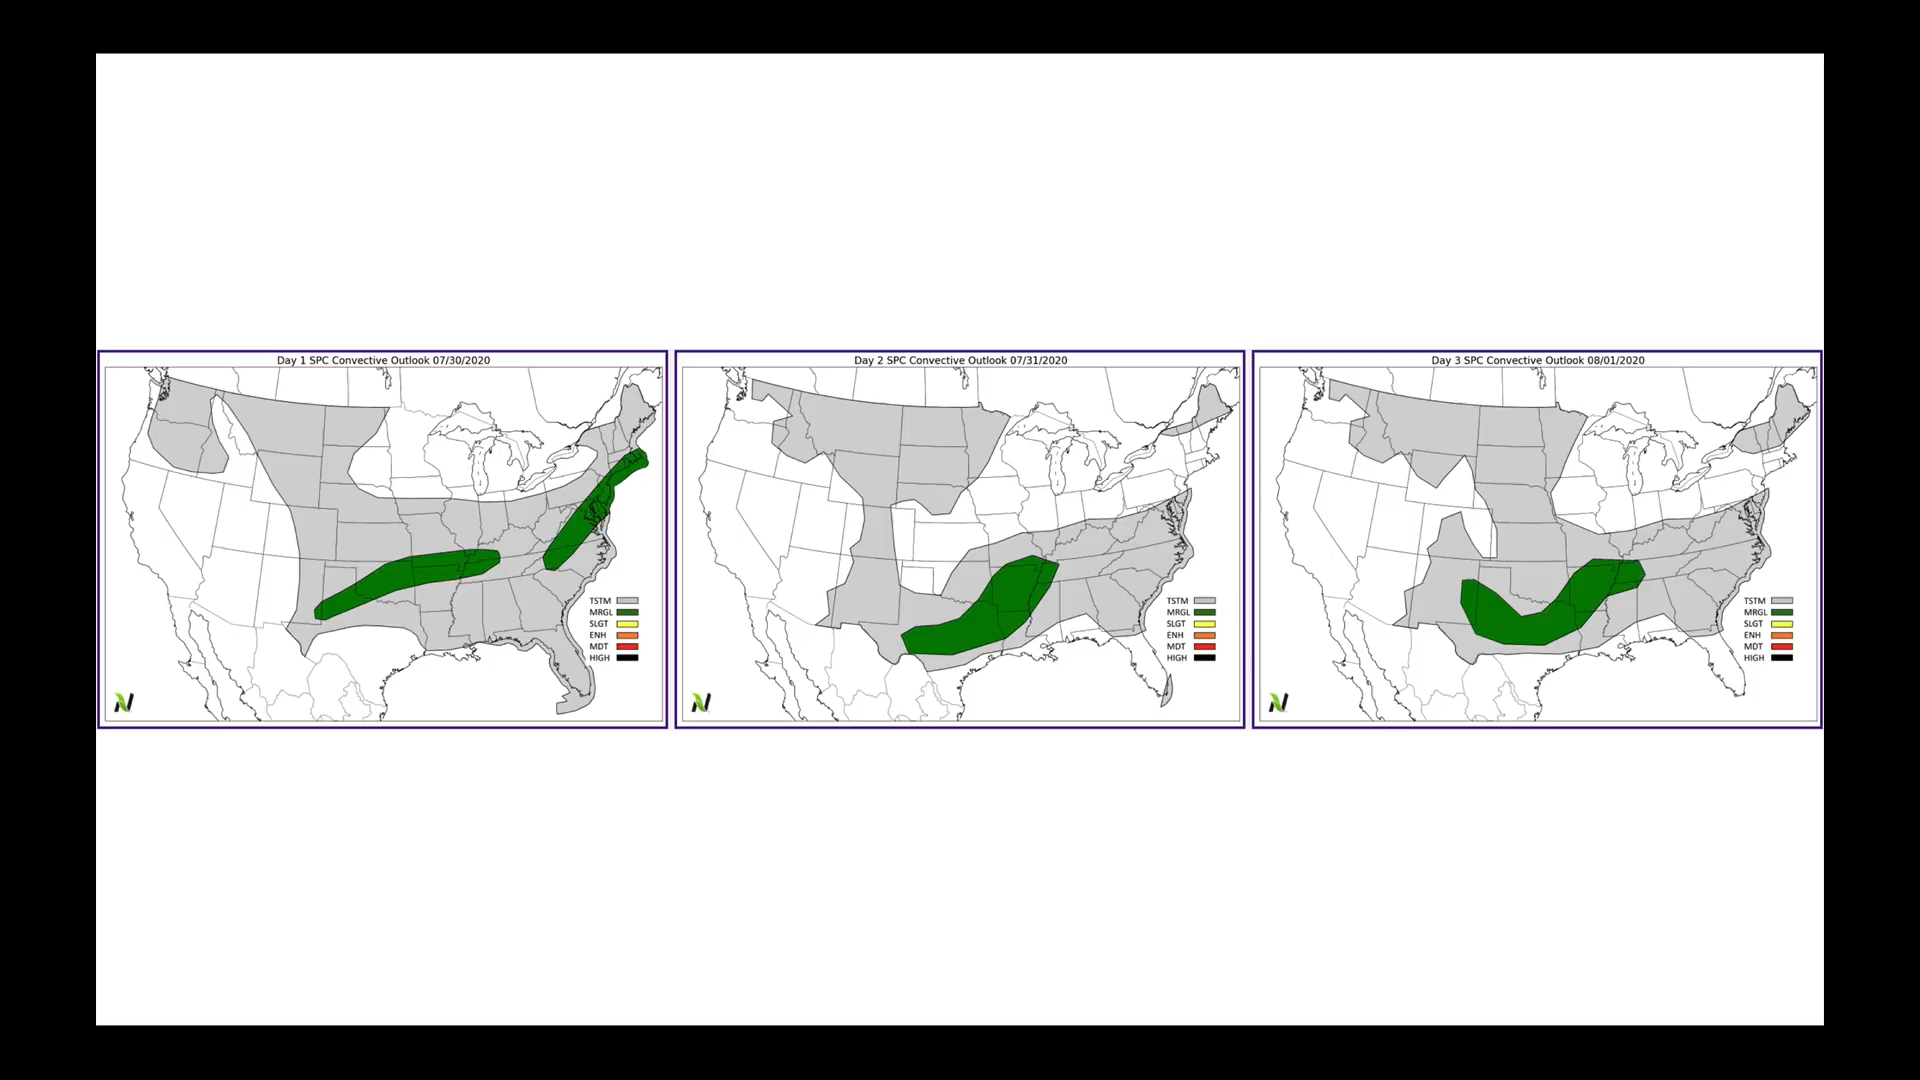 Day 1 SPC Convective Outlook 07/30/2020
TSTM
MRGL
SLGT
ENH
MDT
HIGH
N
Day 2 SPC Convective Outlook 07/31/2020
TSTM
MRGL
SLGT
ENH
MDT
HIGH
N
Day 3 SPC Convective Outlook 08/01/2020
TSTM
MRGL
SLGT
ENH
MDT
HIGH
N